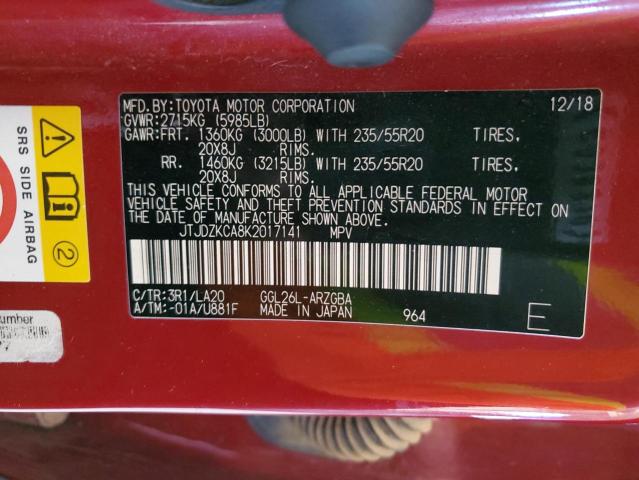 MFD.BY:TOYOTA MOTOR CORPORATION 12/18
GVWR:2715KG (5985LB)
GAWR:FRT. 1360KG (3000LB) WITH 235/55R20 TIRES.
20X8J RIMS.
RR. 1460KG (3215LB) WITH 235/55R20 TIRES.
20X8J RIMS.
THIS VEHICLE CONFORMS TO ALL APPLICABLE FEDERAL MOTOR
VEHICLE SAFETY AND THEFT PREVENTION STANDARDS IN EFFECT ON
THE DATE OF MANUFACTURE SHOWN ABOVE.
JTJDZKCA8K2017141 MPV
C/TR:3R1/LA20 GGL26L-ARZGBA
A/TM:-01A/U881F MADE IN JAPAN 964 E
SRS SIDE AIRBAG
2
umber